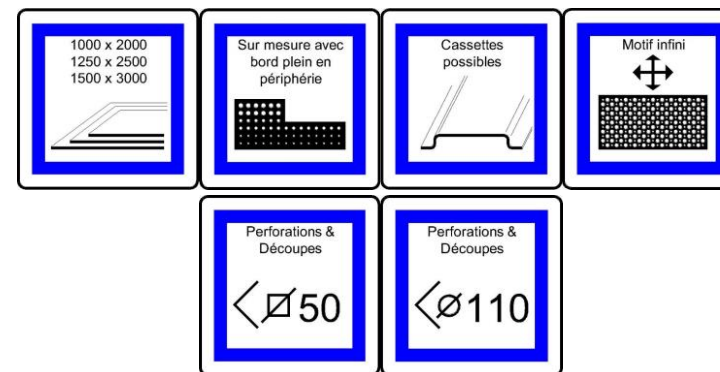 1000 x 2000
1250 x 2500
1500 x 3000
Sur mesure avec
bord plein en
périphérie
Cassettes
possibles
Motif infini
Perforations &
Découpes
50
Perforations &
Découpes
⌀110